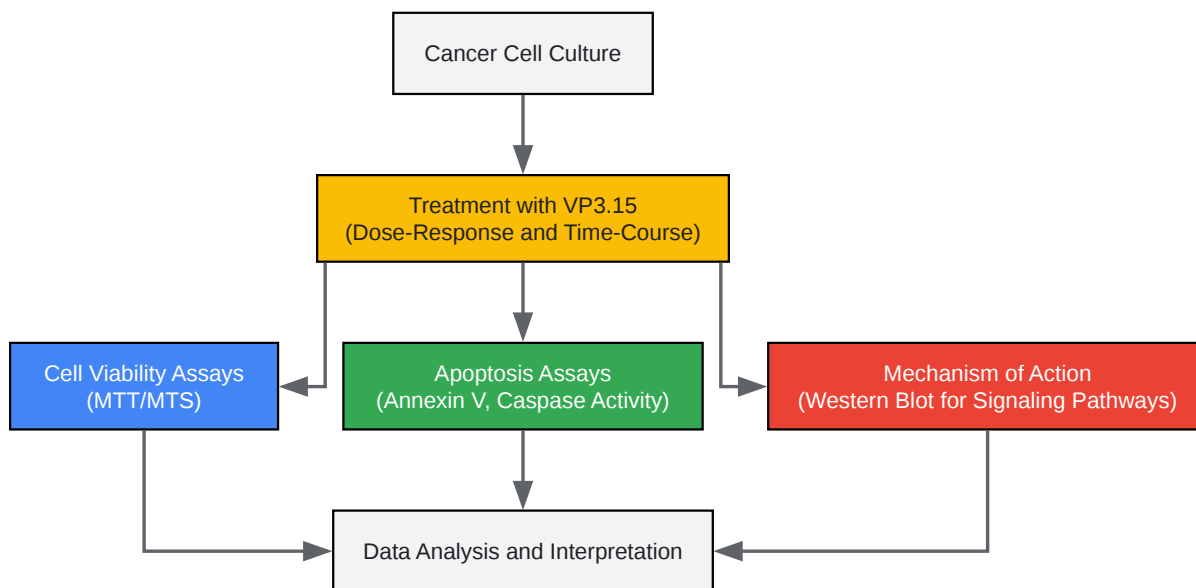 Cancer Cell Culture
Treatment with VP3.15
(Dose-Response and Time-Course)
Cell Viability Assays
(MTT/MTS)
Apoptosis Assays
(Annexin V, Caspase Activity)
Mechanism of Action
(Western Blot for Signaling Pathways)
Data Analysis and Interpretation